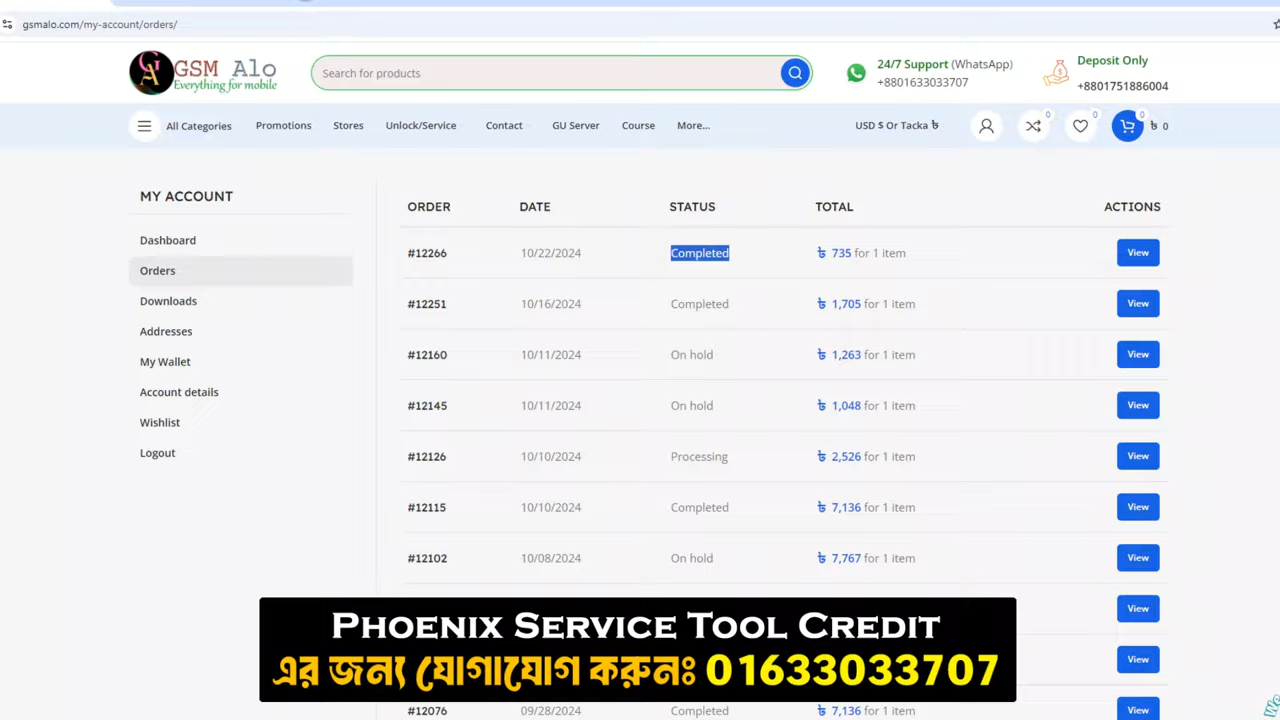 gsmalo.com/my-account/orders/
GSM Alo
Everything for mobile
Search for products
24/7 Support (WhatsApp)
+8801633033707
Deposit Only
+8801751886004
All Categories
Promotions
Stores
Unlock/Service
Contact
GU Server
Course
More...
USD $ Or Tacka ৳
0
0
0
৳ 0
MY ACCOUNT
Dashboard
Orders
Downloads
Addresses
My Wallet
Account details
Wishlist
Logout
ORDER DATE STATUS TOTAL ACTIONS
#12266 10/22/2024 Completed ৳ 735 for 1 item View
#12251 10/16/2024 Completed ৳ 1,705 for 1 item View
#12160 10/11/2024 On hold ৳ 1,263 for 1 item View
#12145 10/11/2024 On hold ৳ 1,048 for 1 item View
#12126 10/10/2024 Processing ৳ 2,526 for 1 item View
#12115 10/10/2024 Completed ৳ 7,136 for 1 item View
#12102 10/08/2024 On hold ৳ 7,767 for 1 item View
View
View
#12076 09/28/2024 Completed ৳ 7,136 for 1 item View
Phoenix Service Tool Credit
এর জন্য যোগাযোগ করুনঃ 01633033707